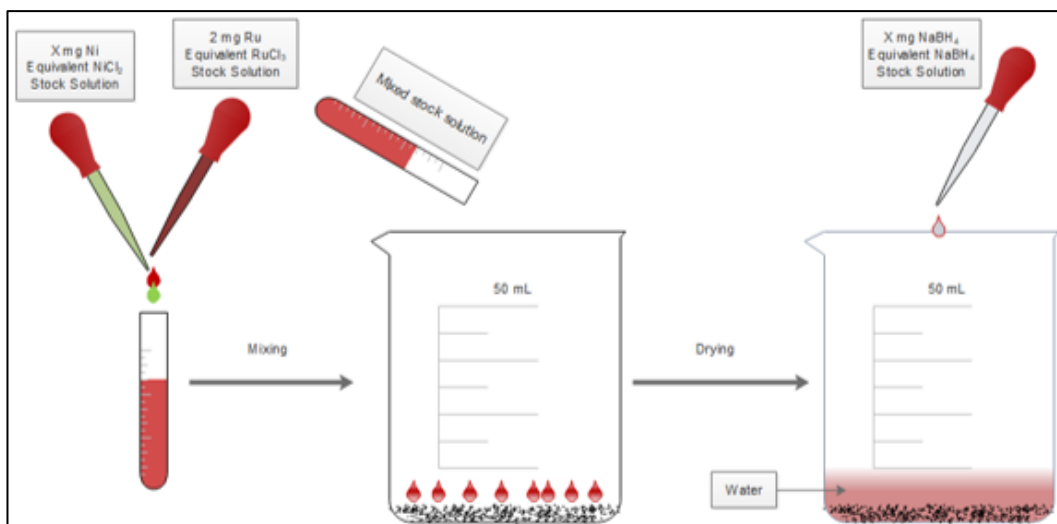 X mg Ni
Equivalent NiCl₂
Stock Solution
2 mg Ru
Equivalent RuCl₃
Stock Solution
Mixed stock solution
X mg NaBH₄
Equivalent NaBH₄
Stock Solution
50 mL
50 mL
Mixing
Drying
Water